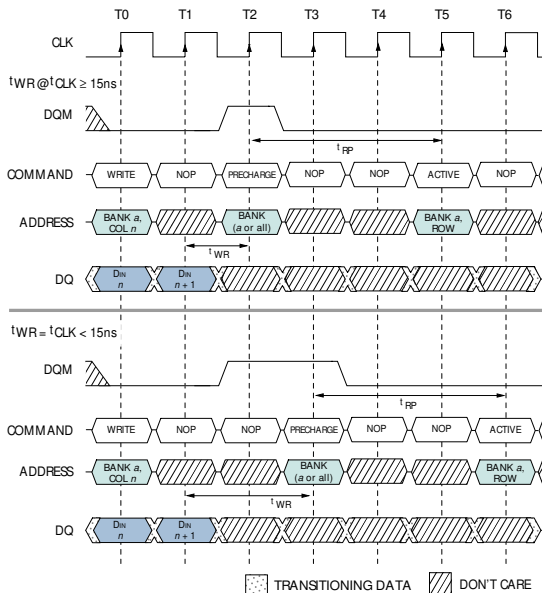 T0 T1 T2 T3 T4 T5 T6
CLK
tWR @tCLK ≥ 15ns
DQM
tRP
COMMAND WRITE NOP PRECHARGE NOP NOP ACTIVE NOP
ADDRESS BANK a, COL n BANK (a or all) BANK a, ROW
tWR
DQ DIN n DIN n + 1
tWR = tCLK < 15ns
DQM
tRP
COMMAND WRITE NOP NOP PRECHARGE NOP NOP ACTIVE
ADDRESS BANK a, COL n BANK (a or all) BANK a, ROW
tWR
DQ DIN n DIN n + 1
TRANSITIONING DATA DON'T CARE